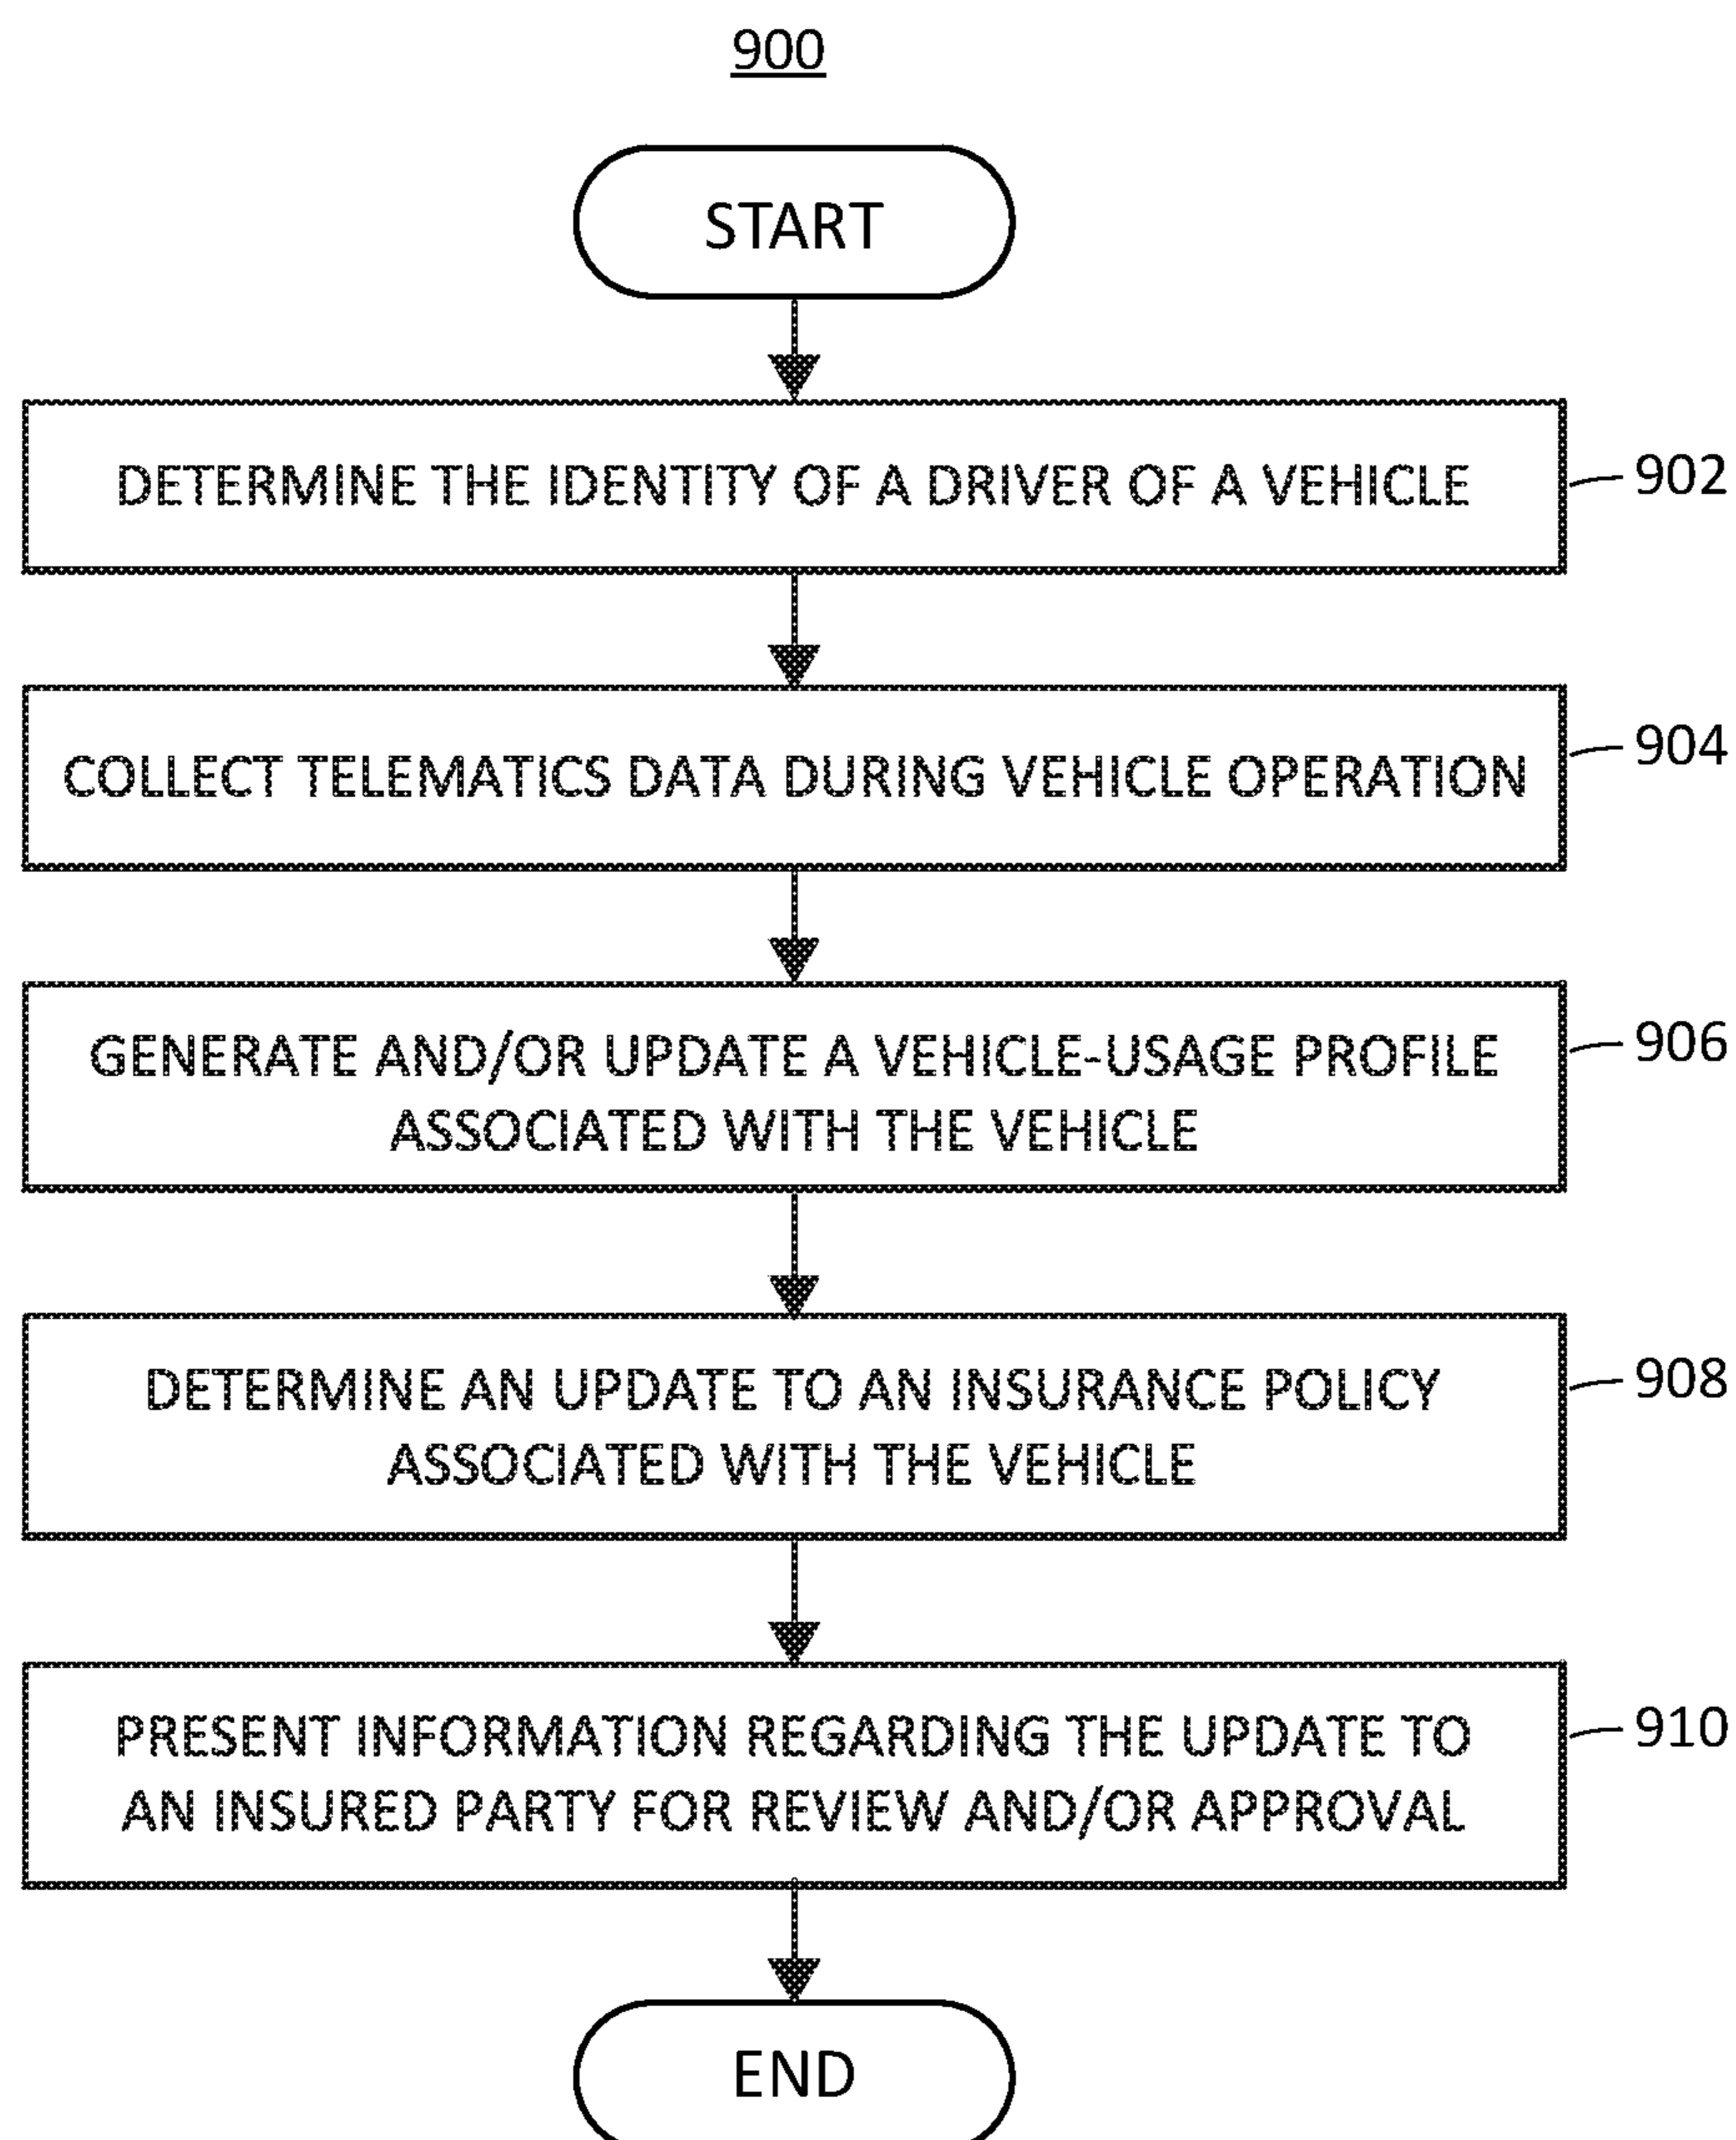 900
START
DETERMINE THE IDENTITY OF A DRIVER OF A VEHICLE
902
COLLECT TELEMATICS DATA DURING VEHICLE OPERATION
904
GENERATE AND/OR UPDATE A VEHICLE-USAGE PROFILE
ASSOCIATED WITH THE VEHICLE
906
DETERMINE AN UPDATE TO AN INSURANCE POLICY
ASSOCIATED WITH THE VEHICLE
908
PRESENT INFORMATION REGARDING THE UPDATE TO
AN INSURED PARTY FOR REVIEW AND/OR APPROVAL
910
END